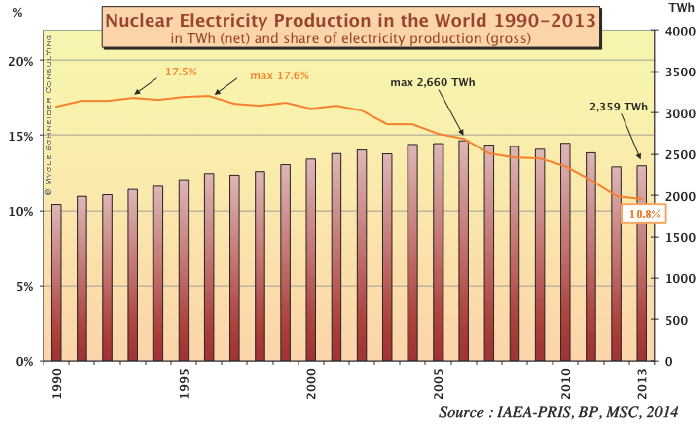 Nuclear Electricity Production in the World 1990-2013
in TWh (net) and share of electricity production (gross)
%
TWh
20%
15%
10%
5%
0%
4000
3500
3000
2500
2000
1500
1000
500
0
© Mycle Schneider Consulting
17.5%
max 17.6%
max 2,660 TWh
2,359 TWh
10.8%
1990
1995
2000
2005
2010
2013
Source : IAEA-PRIS, BP, MSC, 2014